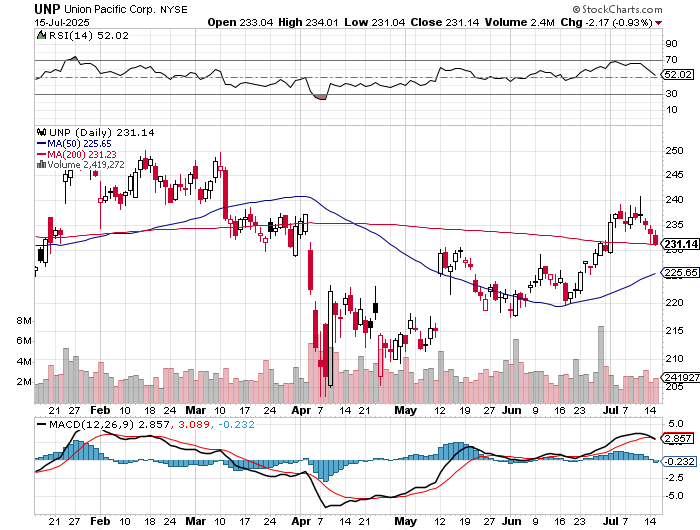 UNP Union Pacific Corp. NYSE © StockCharts.com
15-Jul-2025 Open 233.04 High 234.01 Low 231.04 Close 231.14 Volume 2.4M Chg -2.17 (-0.93%)
RSI(14) 52.02
90
70
52.02
30
10
UNP (Daily) 231.14
MA(50) 225.65
MA(200) 231.23
Volume 2,419,272
250
245
240
235
231.14
225.65
220
215
210
205
8M
6M
4M
2M
2419272
21 27 Feb 10 18 24 Mar 10 17 24 Apr 7 14 21 May 12 19 27 Jun 9 16 23 Jul 7 14
MACD(12,26,9) 2.857, 3.089, -0.232
5.0
2.857
-0.232
-2.5
-5.0
21 27 Feb 10 18 24 Mar 10 17 24 Apr 7 14 21 May 12 19 27 Jun 9 16 23 Jul 7 14